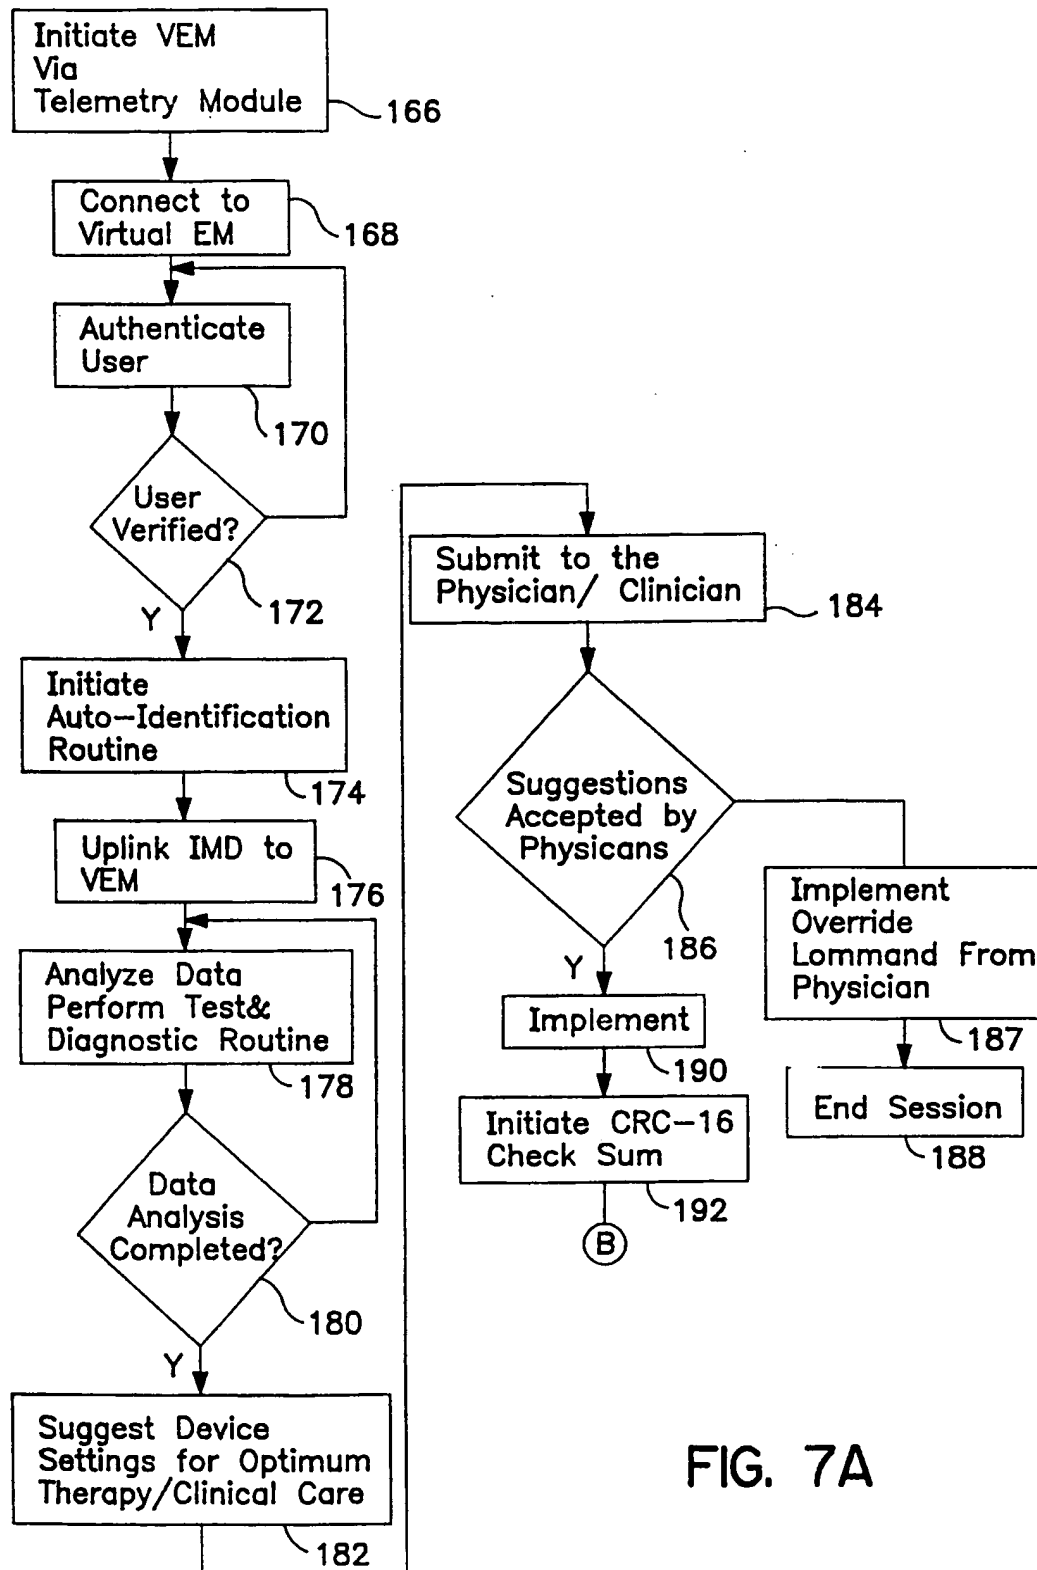 Initiate VEM
Via
Telemetry Module
166
Connect to
Virtual EM
168
Authenticate
User
170
User
Verified?
172
Y
Initiate
Auto-Identification
Routine
174
Uplink IMD to
VEM
176
Analyze Data
Perform Test&
Diagnostic Routine
178
Data
Analysis
Completed?
180
Y
Suggest Device
Settings for Optimum
Therapy/Clinical Care
182
Submit to the
Physician/ Clinician
184
Suggestions
Accepted by
Physicans
186
Y
Implement
Override
Lommand From
Physician
187
End Session
188
Implement
190
Initiate CRC-16
Check Sum
192
B
FIG. 7A